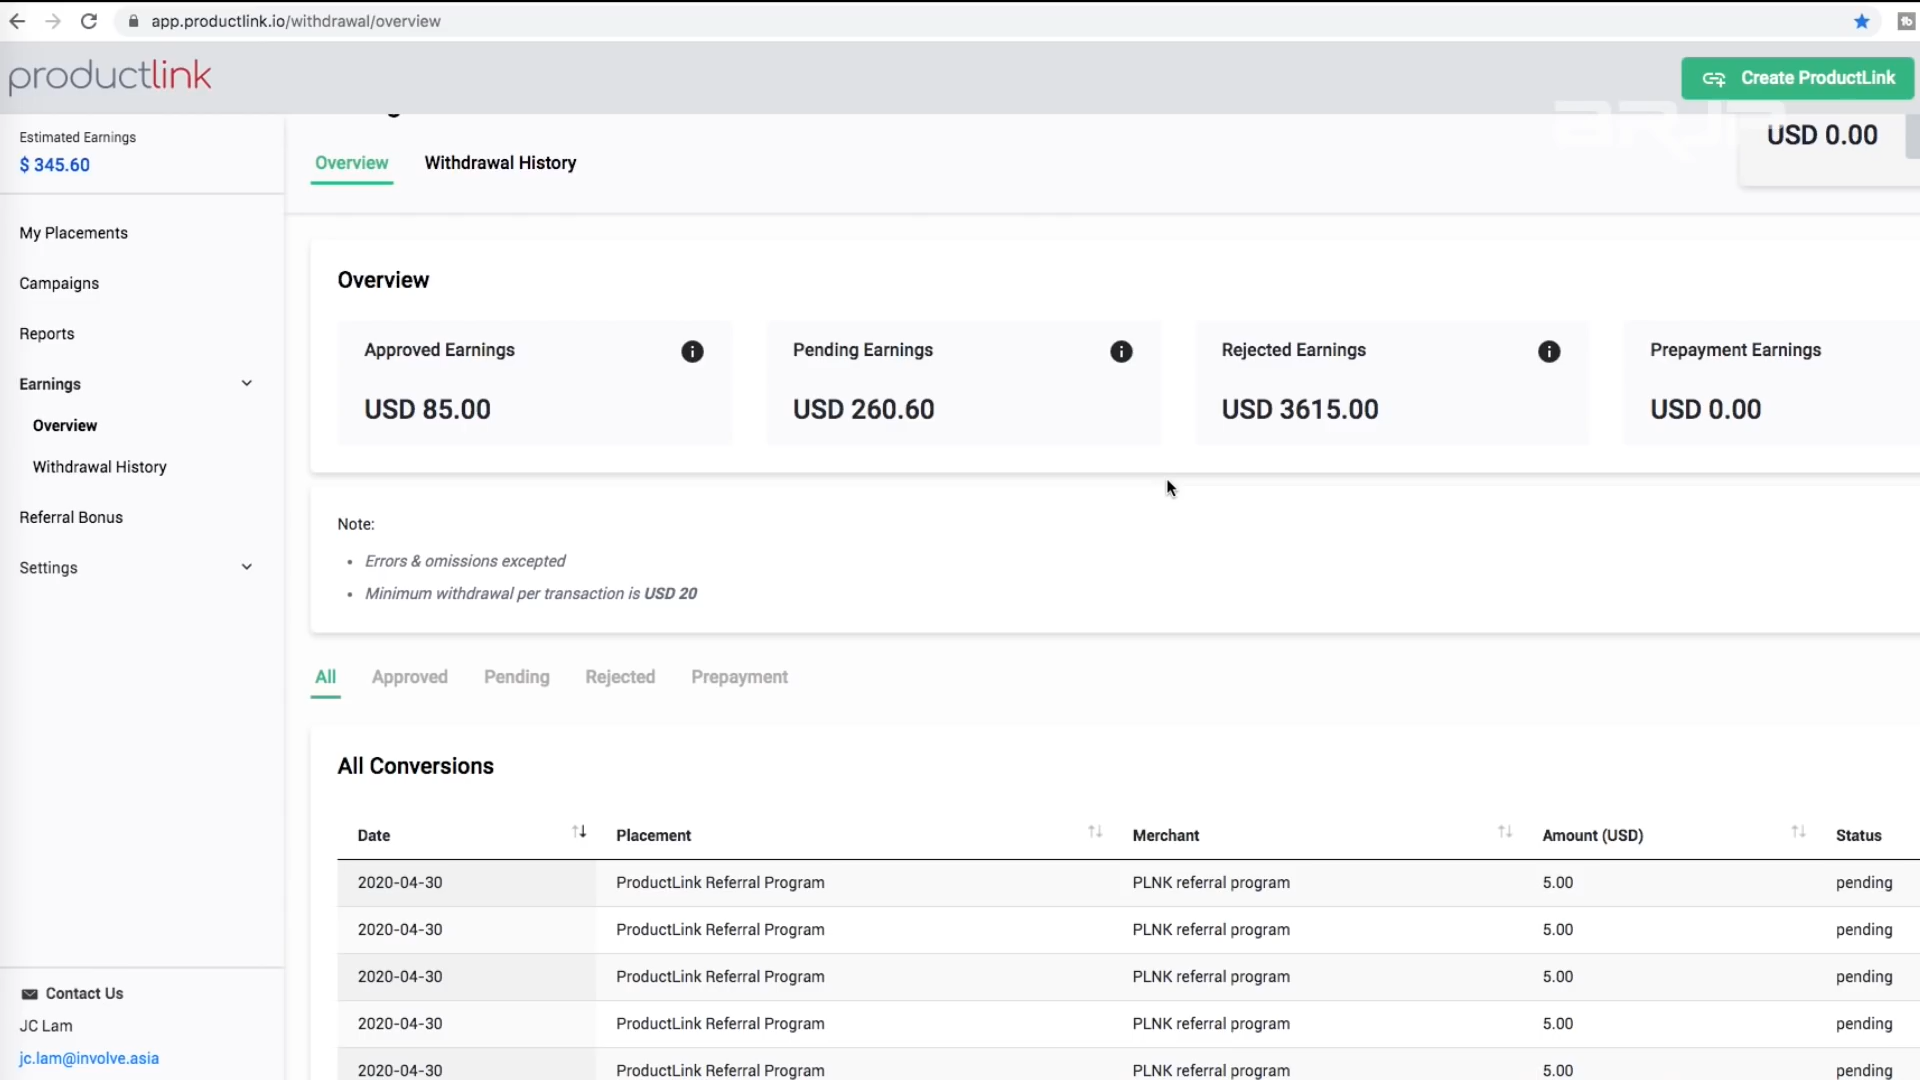 app.productlink.io/withdrawal/overview
productlink
Create ProductLink
USD 0.00
Estimated Earnings
$ 345.60
My Placements
Campaigns
Reports
Earnings
Overview
Withdrawal History
Referral Bonus
Settings
Contact Us
JC Lam
jc.lam@involve.asia
Overview Withdrawal History
Overview
Approved Earnings
USD 85.00
Pending Earnings
USD 260.60
Rejected Earnings
USD 3615.00
Prepayment Earnings
USD 0.00
Note:
• Errors & omissions excepted
• Minimum withdrawal per transaction is USD 20
All Approved Pending Rejected Prepayment
All Conversions
Date Placement Merchant Amount (USD) Status
2020-04-30 ProductLink Referral Program PLNK referral program 5.00 pending
2020-04-30 ProductLink Referral Program PLNK referral program 5.00 pending
2020-04-30 ProductLink Referral Program PLNK referral program 5.00 pending
2020-04-30 ProductLink Referral Program PLNK referral program 5.00 pending
2020-04-30 ProductLink Referral Program PLNK referral program 5.00 pending